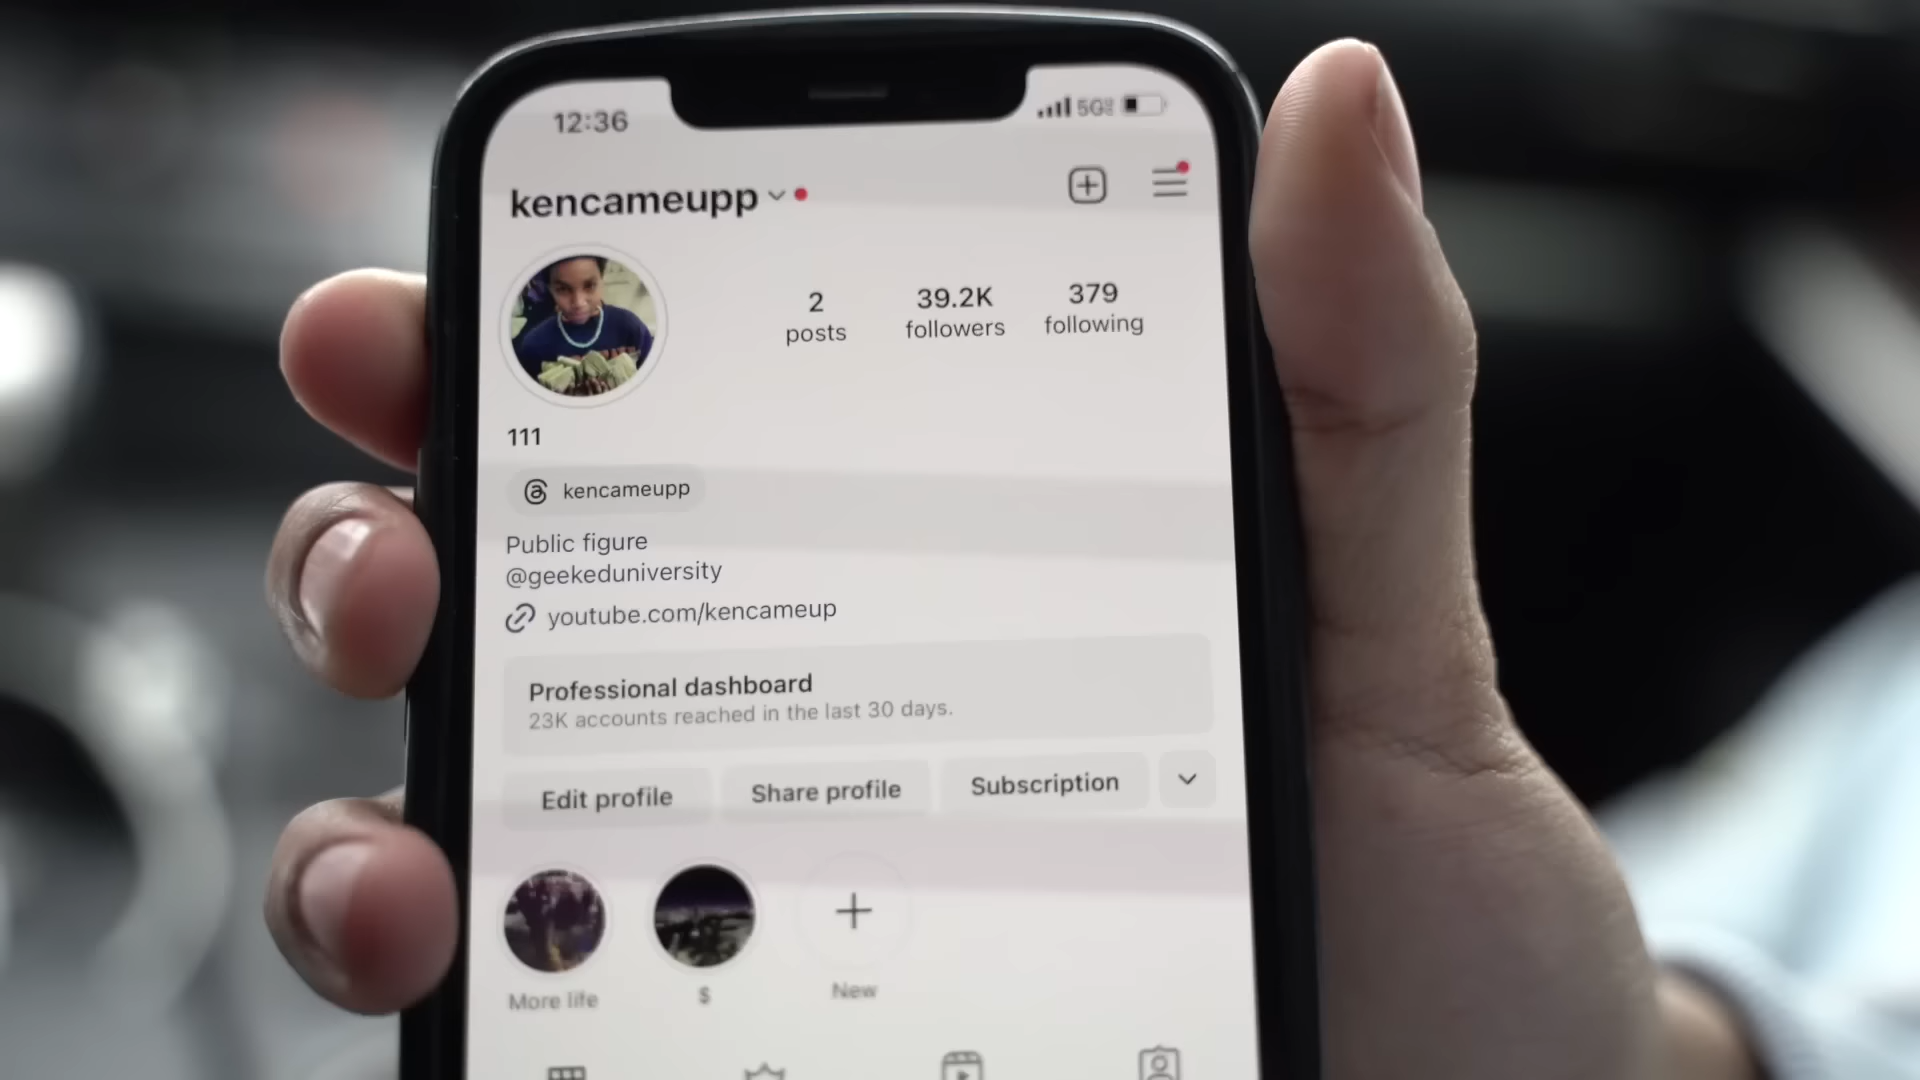 12:36
5G
kencameupp
2
posts
39.2K
followers
379
following
111
kencameupp
Public figure
@geekeduniversity
youtube.com/kencameup
Professional dashboard
23K accounts reached in the last 30 days.
Edit profile
Share profile
Subscription
More life
$
New